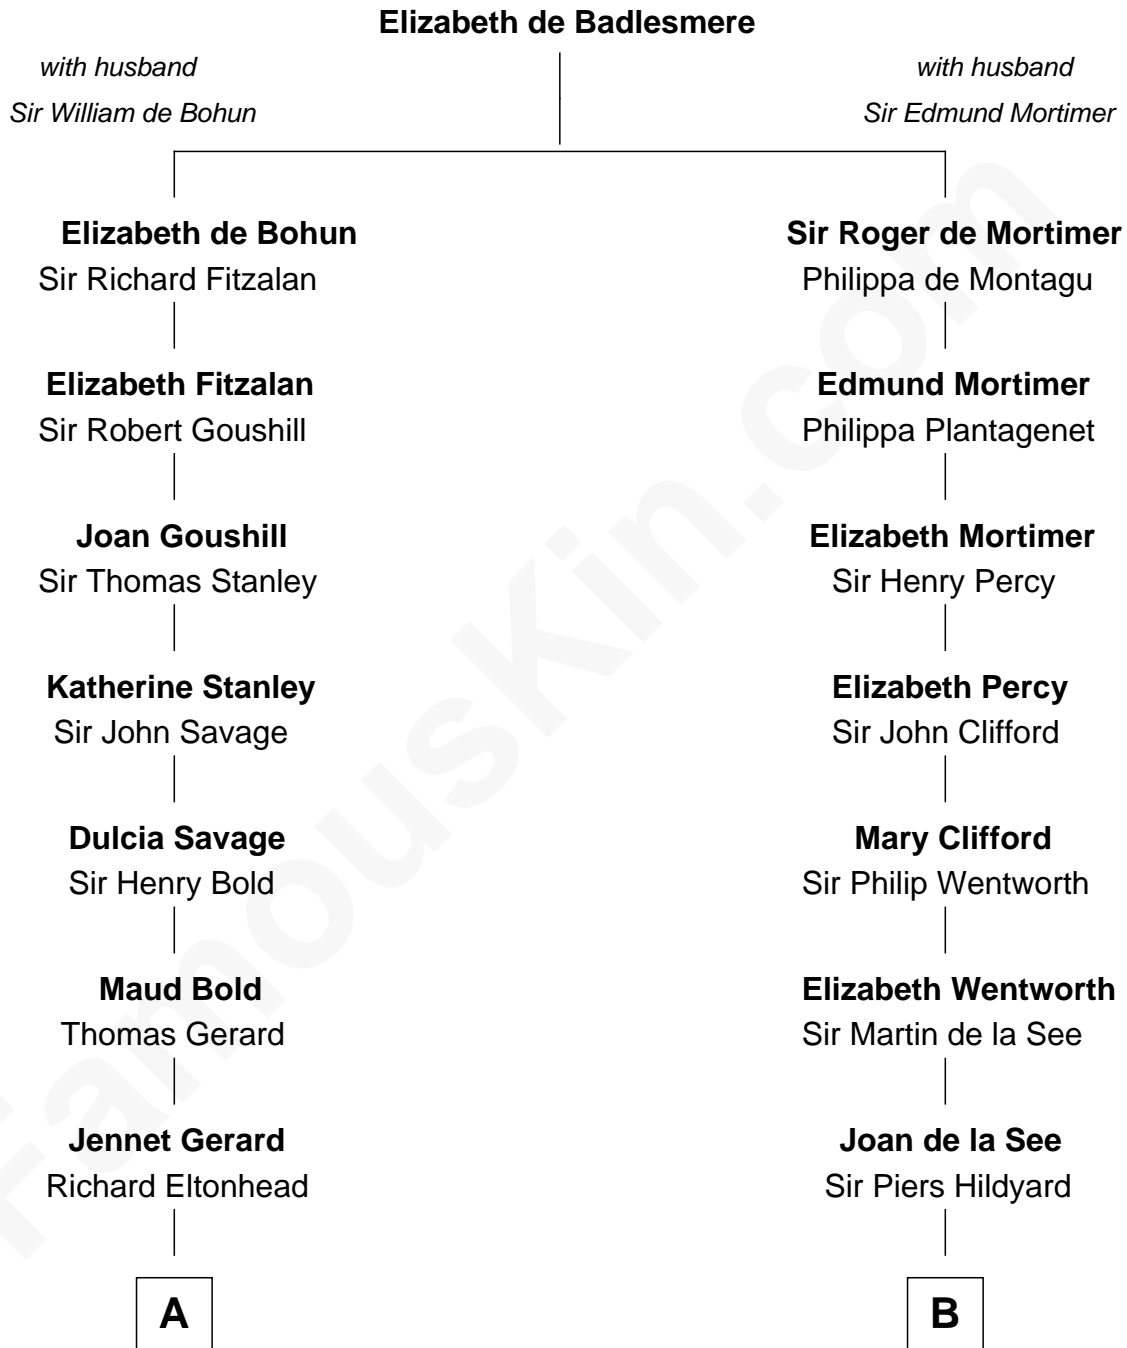 Elizabeth de Badlesmere
with husband
Sir William de Bohun
with husband
Sir Edmund Mortimer
Elizabeth de Bohun
Sir Richard Fitzalan
Sir Roger de Mortimer
Philippa de Montagu
Elizabeth Fitzalan
Sir Robert Goushill
Edmund Mortimer
Philippa Plantagenet
Joan Goushill
Sir Thomas Stanley
Elizabeth Mortimer
Sir Henry Percy
Katherine Stanley
Sir John Savage
Elizabeth Percy
Sir John Clifford
Dulcia Savage
Sir Henry Bold
Mary Clifford
Sir Philip Wentworth
Maud Bold
Thomas Gerard
Elizabeth Wentworth
Sir Martin de la See
Jennet Gerard
Richard Eltonhead
Joan de la See
Sir Piers Hildyard
A
B
FamousKin.com